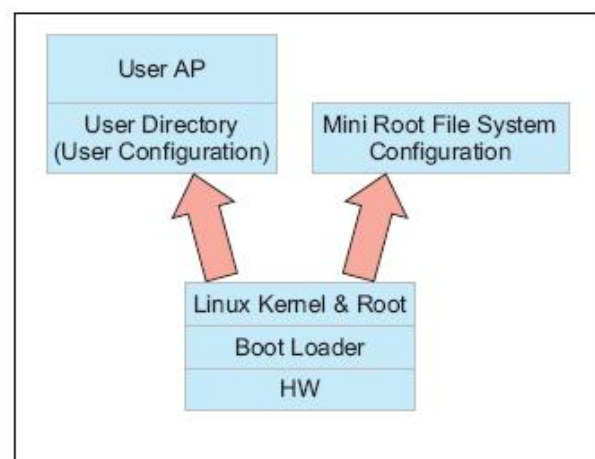 User AP
User Directory
(User Configuration)
Mini Root File System
Configuration
Linux Kernel & Root
Boot Loader
HW